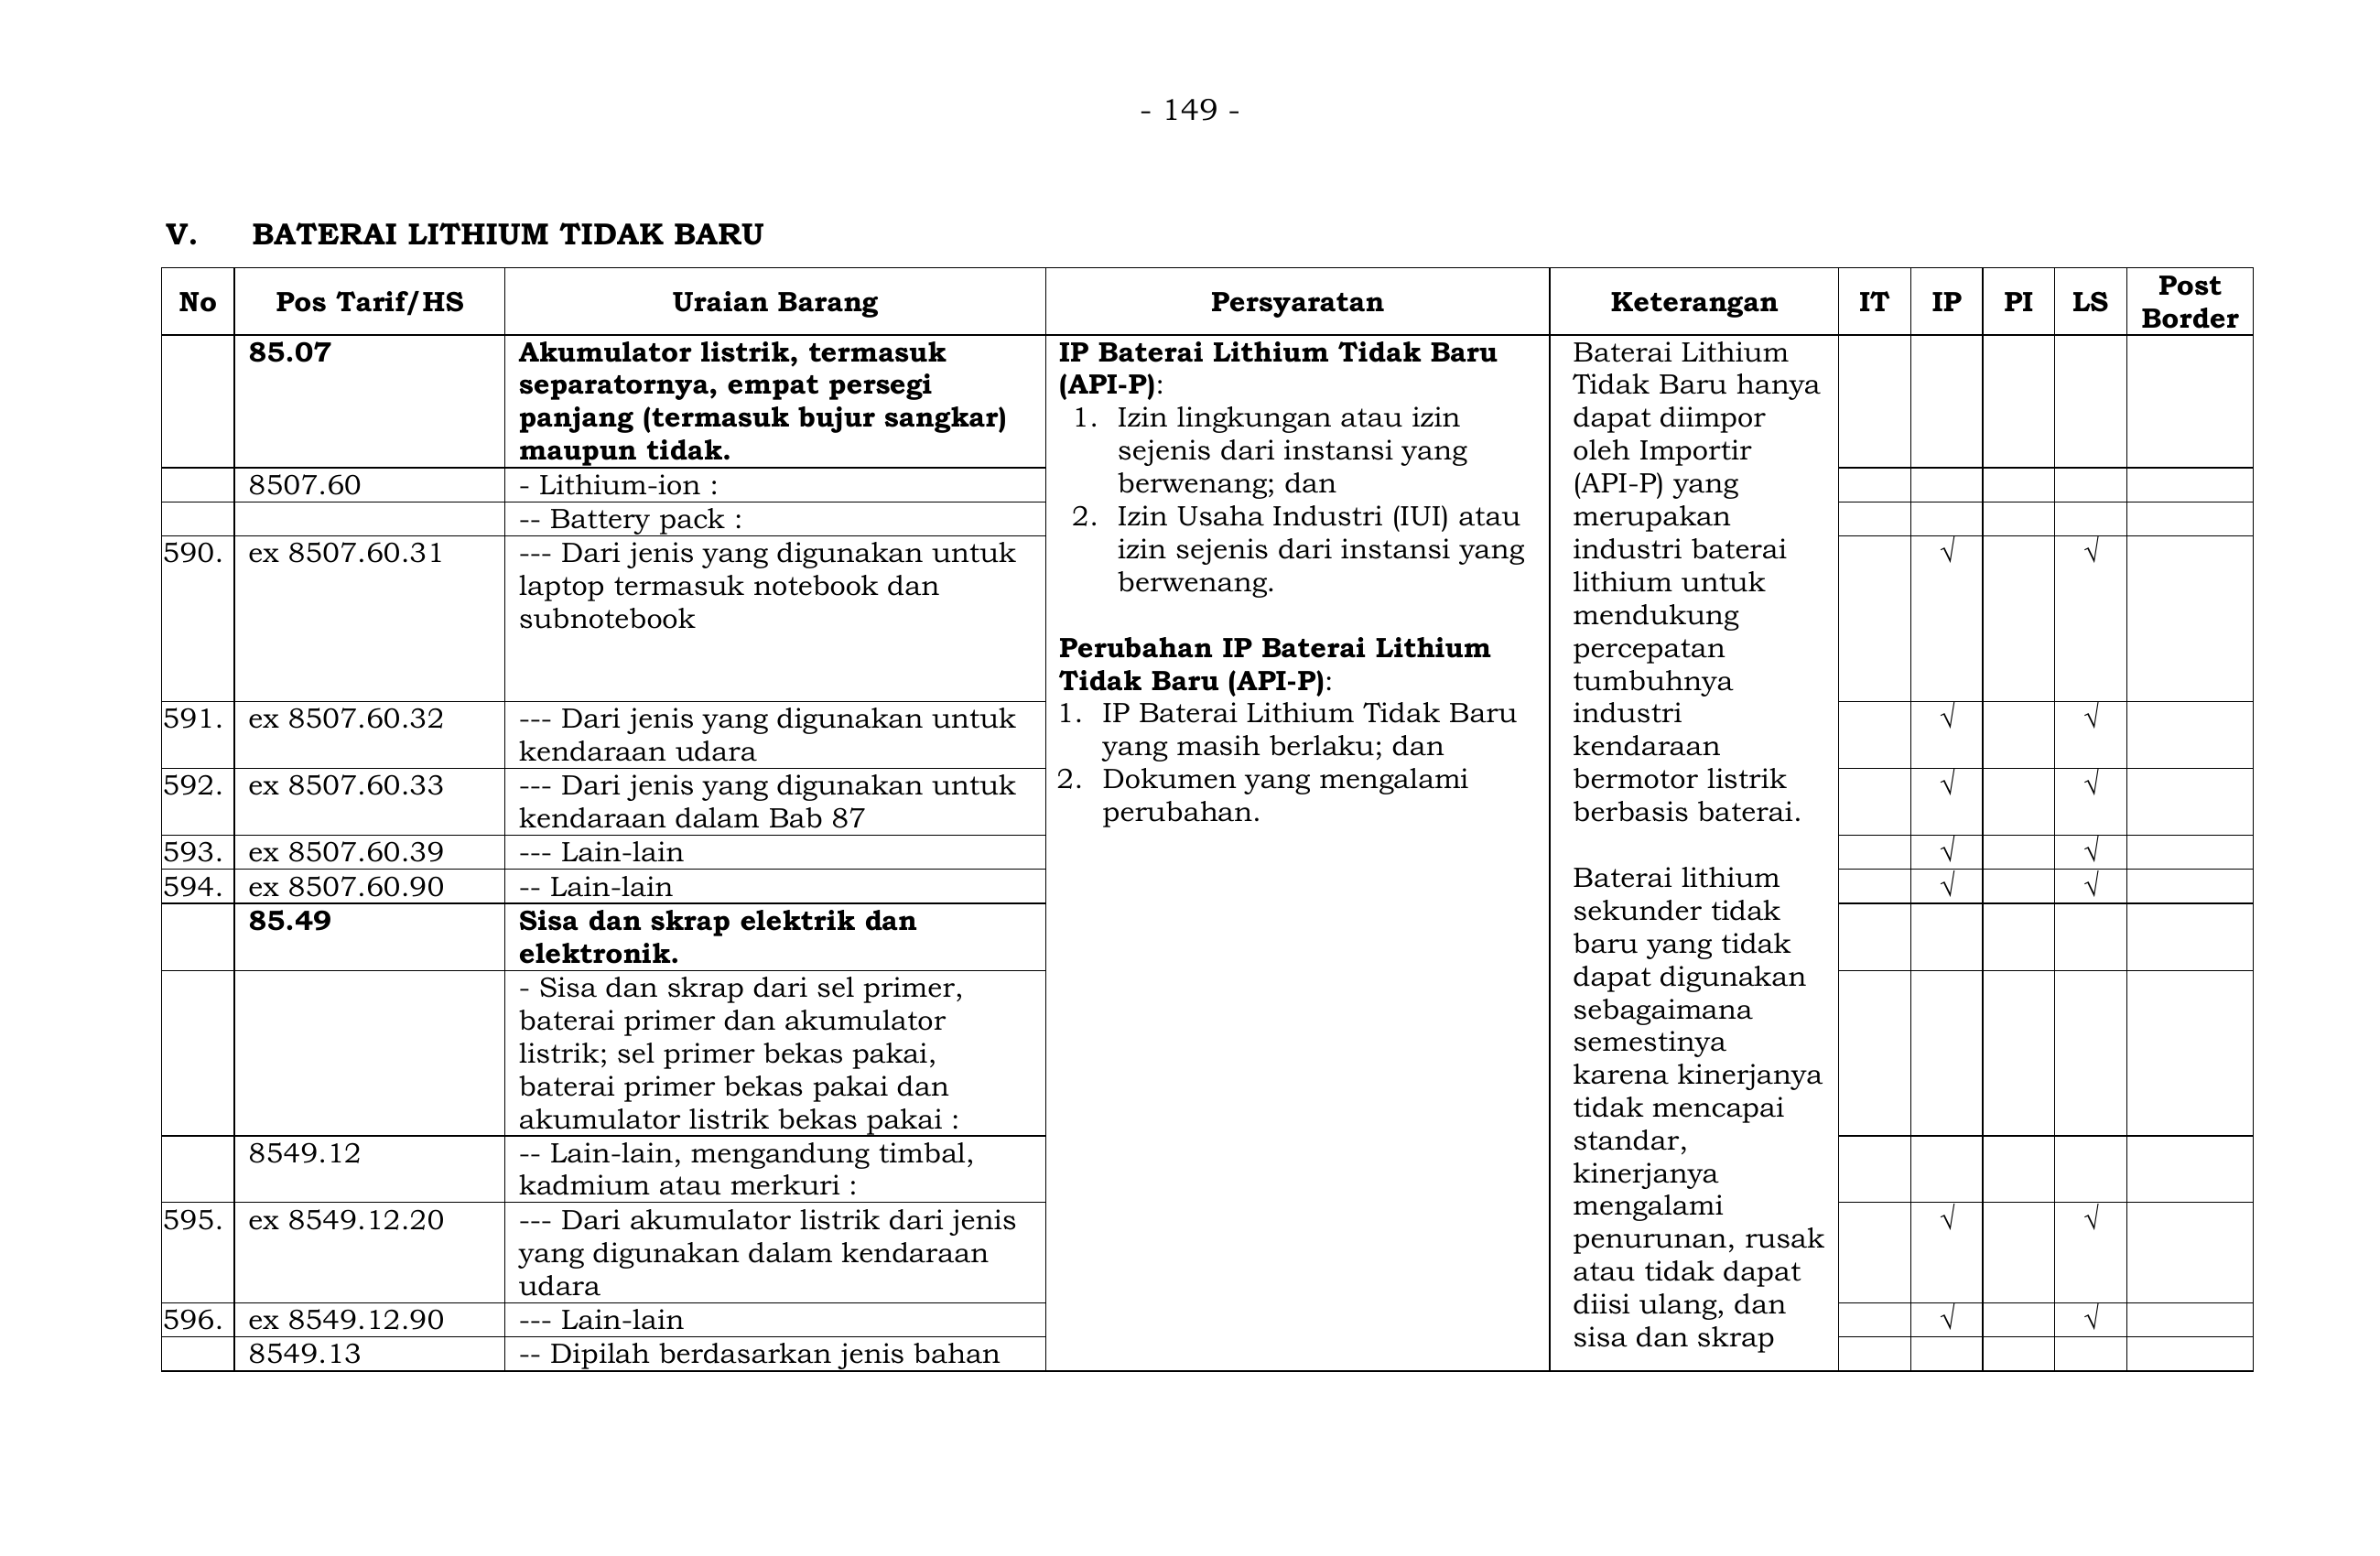 - 149 -
V. BATERAI LITHIUM TIDAK BARU
No Pos Tarif/HS Uraian Barang Persyaratan Keterangan IT IP PI LS Post Border
85.07
Akumulator listrik, termasuk
separatornya, empat persegi
panjang (termasuk bujur sangkar)
maupun tidak.
8507.60 - Lithium-ion :
-- Battery pack :
590. ex 8507.60.31 --- Dari jenis yang digunakan untuk
laptop termasuk notebook dan
subnotebook
√ √
591. ex 8507.60.32 --- Dari jenis yang digunakan untuk
kendaraan udara
√ √
592. ex 8507.60.33 --- Dari jenis yang digunakan untuk
kendaraan dalam Bab 87
√ √
593. ex 8507.60.39 --- Lain-lain √ √
594. ex 8507.60.90 -- Lain-lain √ √
85.49 Sisa dan skrap elektrik dan
elektronik.
- Sisa dan skrap dari sel primer,
baterai primer dan akumulator
listrik; sel primer bekas pakai,
baterai primer bekas pakai dan
akumulator listrik bekas pakai :
8549.12 -- Lain-lain, mengandung timbal,
kadmium atau merkuri :
595. ex 8549.12.20 --- Dari akumulator listrik dari jenis
yang digunakan dalam kendaraan
udara
√ √
596. ex 8549.12.90 --- Lain-lain √ √
8549.13 -- Dipilah berdasarkan jenis bahan
IP Baterai Lithium Tidak Baru
(API-P):
1. Izin lingkungan atau izin
sejenis dari instansi yang
berwenang; dan
2. Izin Usaha Industri (IUI) atau
izin sejenis dari instansi yang
berwenang.
Perubahan IP Baterai Lithium
Tidak Baru (API-P):
1. IP Baterai Lithium Tidak Baru
yang masih berlaku; dan
2. Dokumen yang mengalami
perubahan.
Baterai Lithium
Tidak Baru hanya
dapat diimpor
oleh Importir
(API-P) yang
merupakan
industri baterai
lithium untuk
mendukung
percepatan
tumbuhnya
industri
kendaraan
bermotor listrik
berbasis baterai.
Baterai lithium
sekunder tidak
baru yang tidak
dapat digunakan
sebagaimana
semestinya
karena kinerjanya
tidak mencapai
standar,
kinerjanya
mengalami
penurunan, rusak
atau tidak dapat
diisi ulang, dan
sisa dan skrap